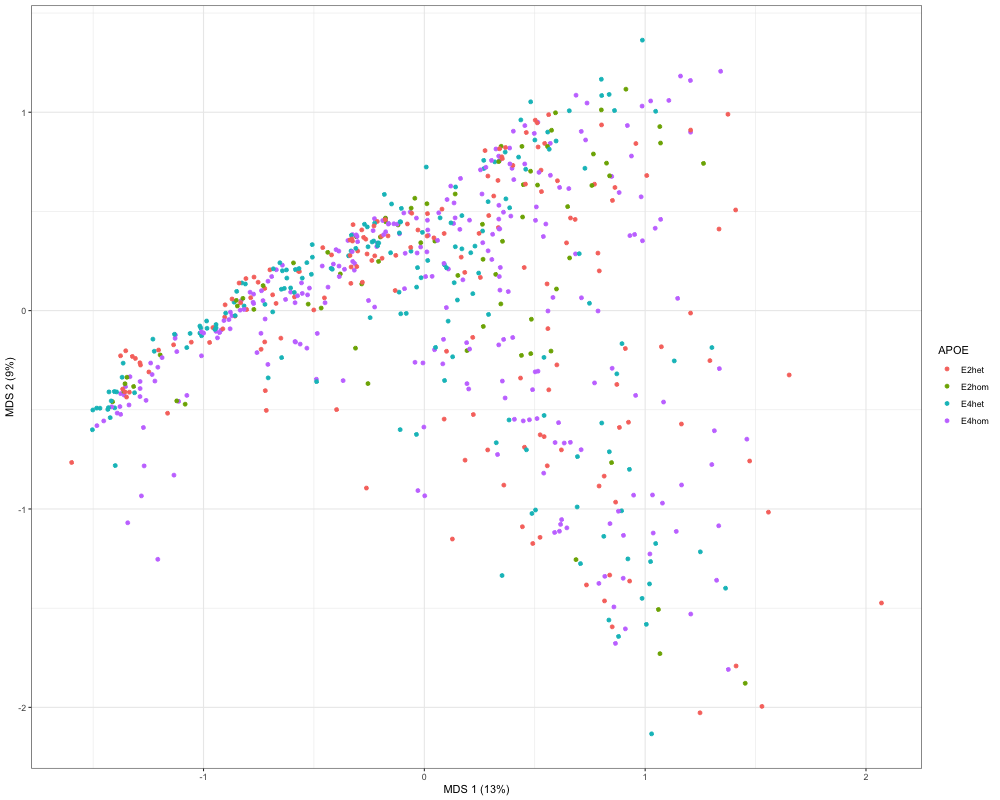 1
0
-1
-2
MDS 2 (9%)
-1
0
1
2
MDS 1 (13%)
APOE
E2het
E2hom
E4het
E4hom